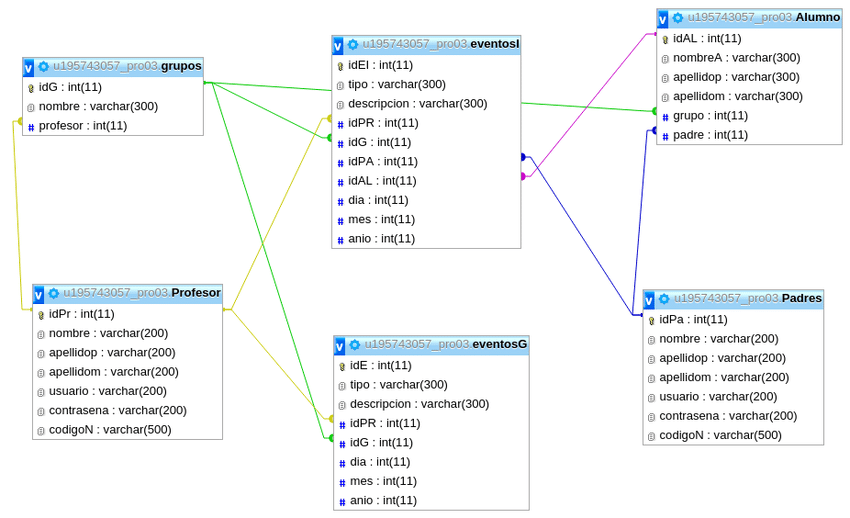 v u195743057_pro03.grupos
idG : int(11)
nombre : varchar(300)
# profesor : int(11)
v u195743057_pro03.Profesor
idPr : int(11)
nombre : varchar(200)
apellidop : varchar(200)
apellidom : varchar(200)
usuario : varchar(200)
contrasena : varchar(200)
codigoN : varchar(500)
v u195743057_pro03.eventosI
idEI : int(11)
tipo : varchar(300)
descripcion : varchar(300)
# idPR : int(11)
# idG : int(11)
# idPA : int(11)
# idAL : int(11)
# dia : int(11)
# mes : int(11)
# anio : int(11)
v u195743057_pro03.eventosG
idE : int(11)
tipo : varchar(300)
descripcion : varchar(300)
# idPR : int(11)
# idG : int(11)
# dia : int(11)
# mes : int(11)
# anio : int(11)
v u195743057_pro03.Alumno
idAL : int(11)
nombreA : varchar(300)
apellidop : varchar(300)
apellidom : varchar(300)
# grupo : int(11)
# padre : int(11)
v u195743057_pro03.Padres
idPa : int(11)
nombre : varchar(200)
apellidop : varchar(200)
apellidom : varchar(200)
usuario : varchar(200)
contrasena : varchar(200)
codigoN : varchar(500)